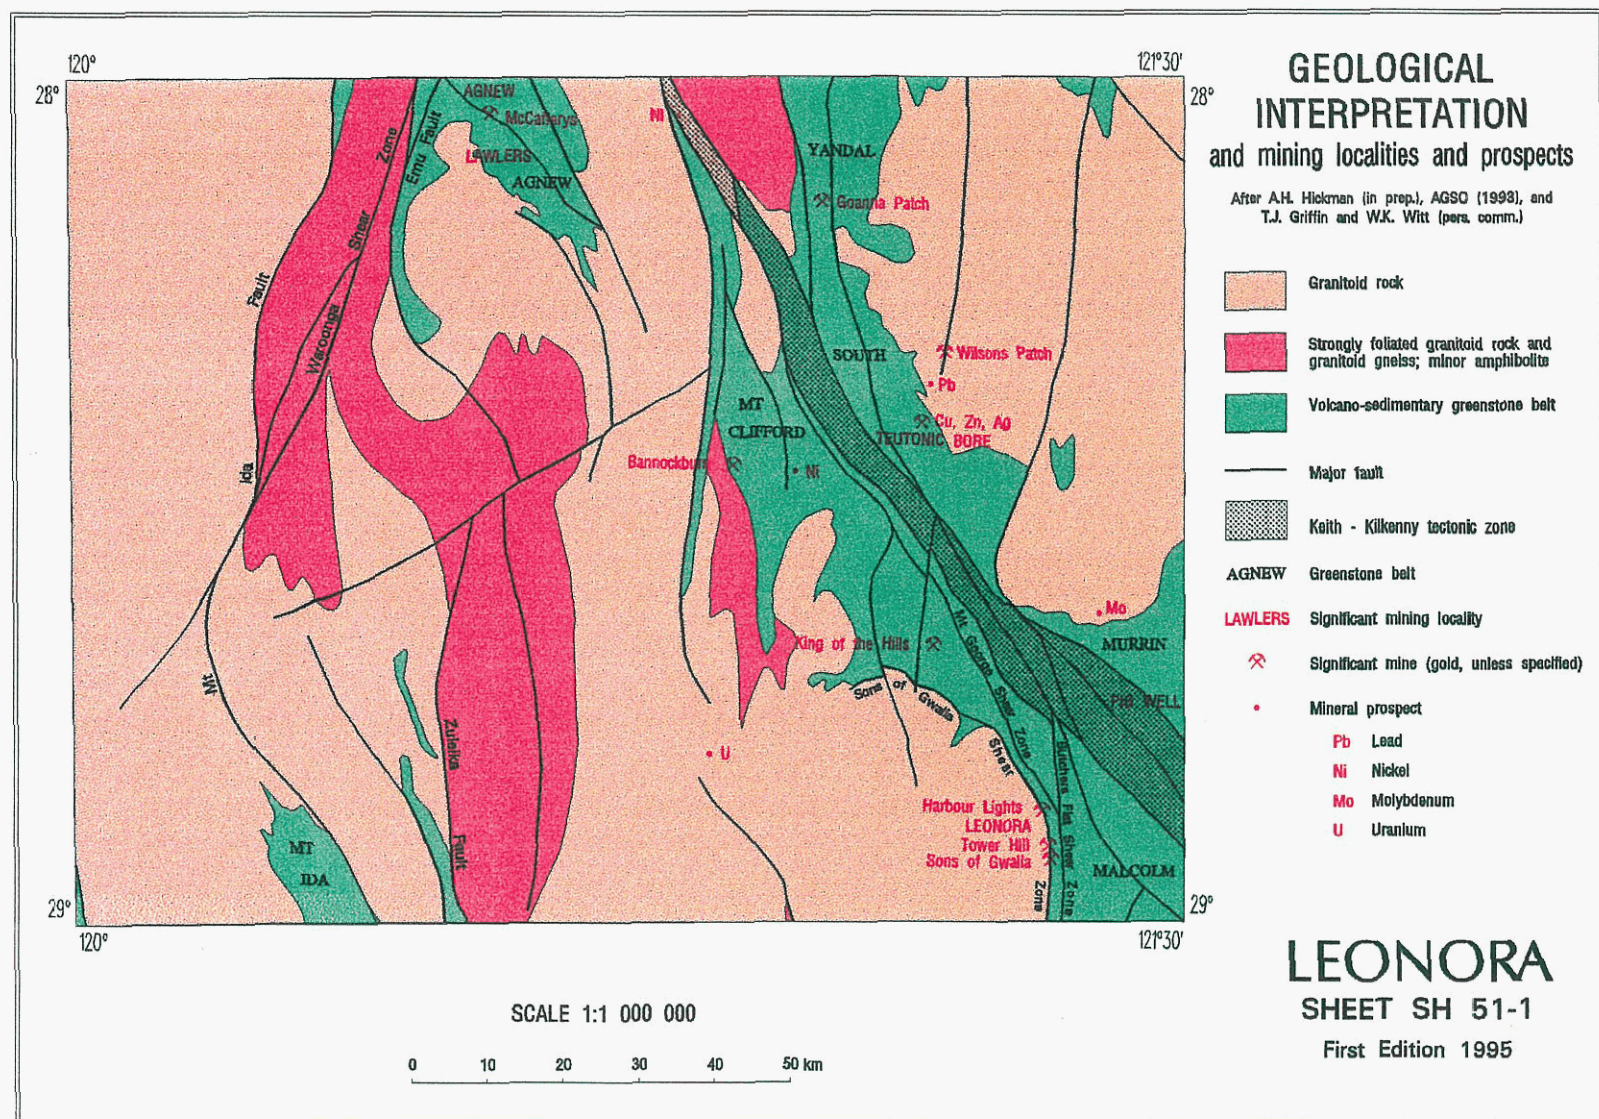 GEOLOGICAL
INTERPRETATION
and mining localities and prospects
After A.H. Hickman (in prep.), AGSO (1993), and
T.J. Griffin and W.K. Witt (pers. comm.)
Granitoid rock
Strongly foliated granitoid rock and
granitoid gneiss; minor amphibolite
Volcano-sedimentary greenstone belt
Major fault
Keith - Kilkenny tectonic zone
AGNEW Greenstone belt
LAWLERS Significant mining locality
Significant mine (gold, unless specified)
Mineral prospect
Pb Lead
Ni Nickel
Mo Molybdenum
U Uranium
LEONORA
SHEET SH 51-1
First Edition 1995
120°
121°30'
28°
28°
AGNEW
McCafferys
LAWLERS
AGNEW
Emu Fault
Waroonga Shear Zone
Ida Fault
Ni
YANDAL
Goanna Patch
SOUTH
Wilsons Patch
Pb
Cu, Zn, Ag
TEUTONIC BORE
MT
CLIFFORD
Bannockburn
Ni
Mo
MURRIN
King of the Hills
Mt George Shear Zone
Sons of Gwalia Shear Zone
PIG WELL
Mt
Zuleika Fault
U
Butchers Flat Shear Zone
Harbour Lights
LEONORA
Tower Hill
Sons of Gwalia
MALCOLM
MT
IDA
29°
29°
120°
121°30'
SCALE 1:1 000 000
0 10 20 30 40 50 km